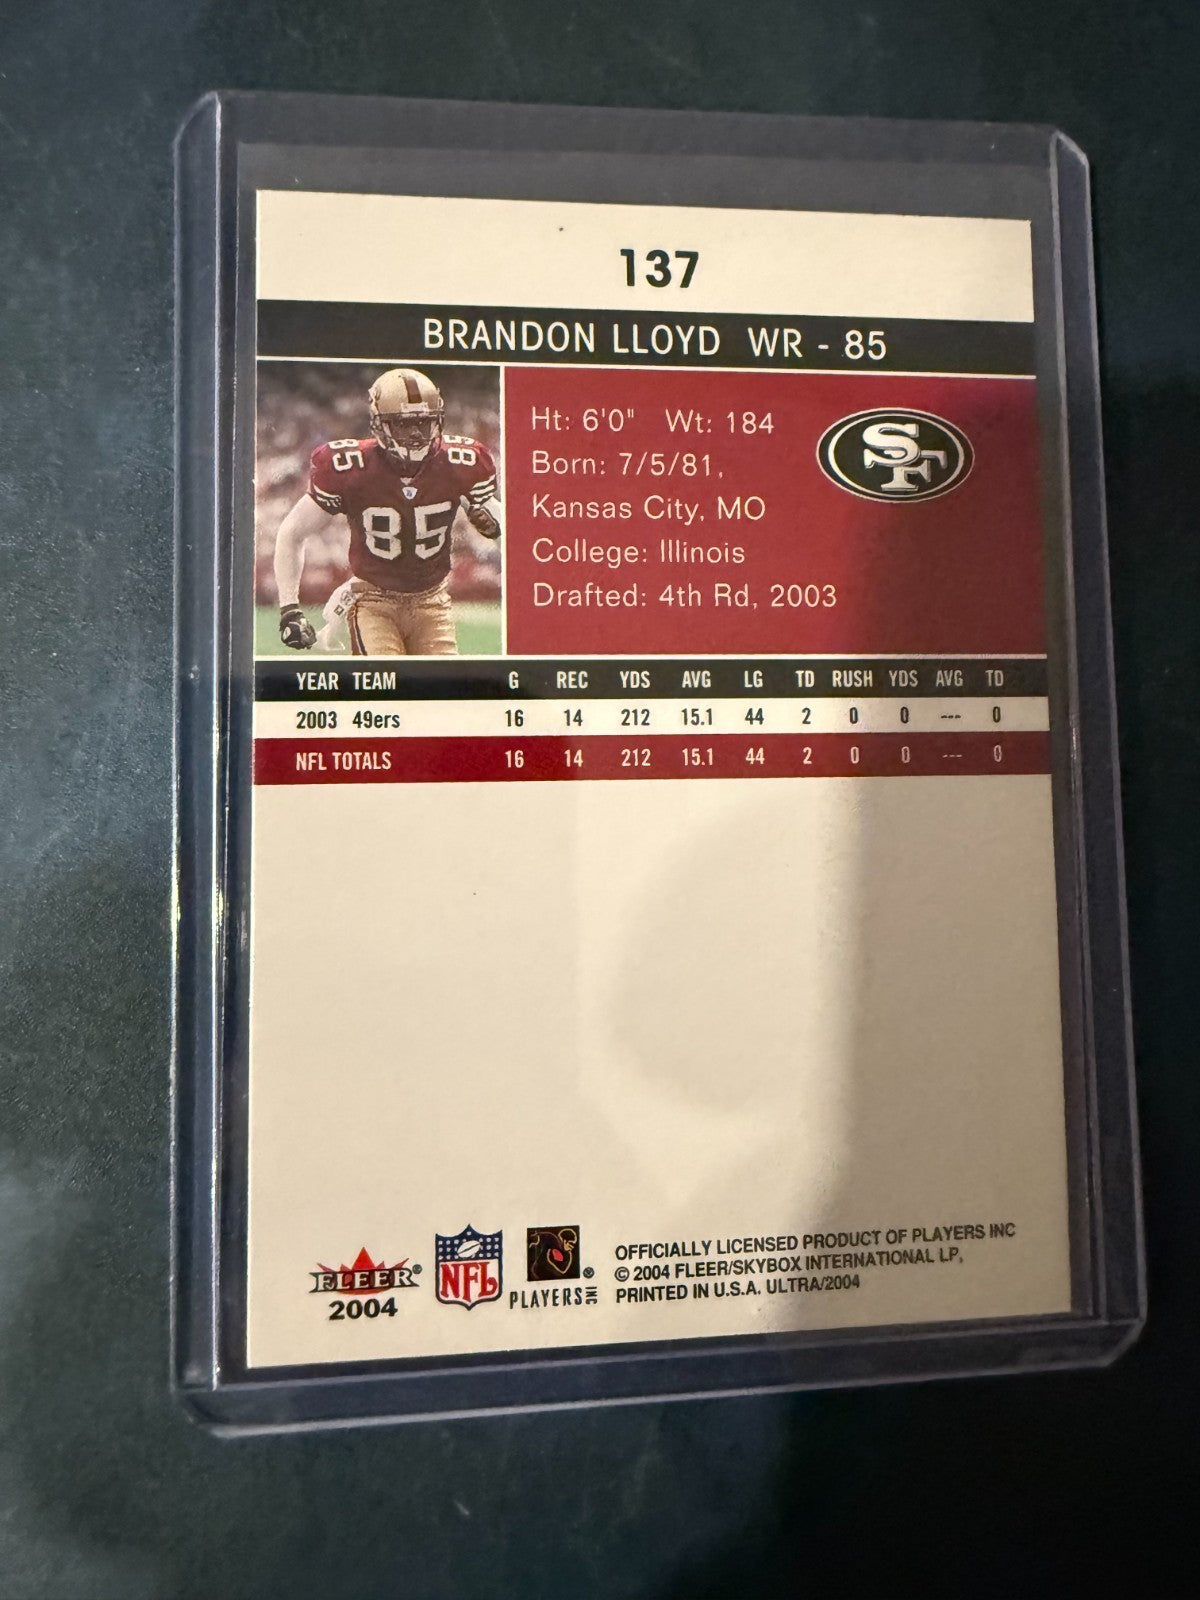 137
BRANDON LLOYD WR - 85
85
85
85
Ht: 6'0" Wt: 184
Born: 7/5/81,
Kansas City, MO
College: Illinois
Drafted: 4th Rd, 2003
SF
YEAR TEAM G REC YDS AVG LG TD RUSH YDS AVG TD
2003 49ers 16 14 212 15.1 44 2 0 0 --- 0
NFL TOTALS 16 14 212 15.1 44 2 0 0 --- 0
FLEER®
2004
NFL
PLAYERS INC ®
OFFICIALLY LICENSED PRODUCT OF PLAYERS INC
© 2004 FLEER/SKYBOX INTERNATIONAL LP,
PRINTED IN U.S.A. ULTRA/2004